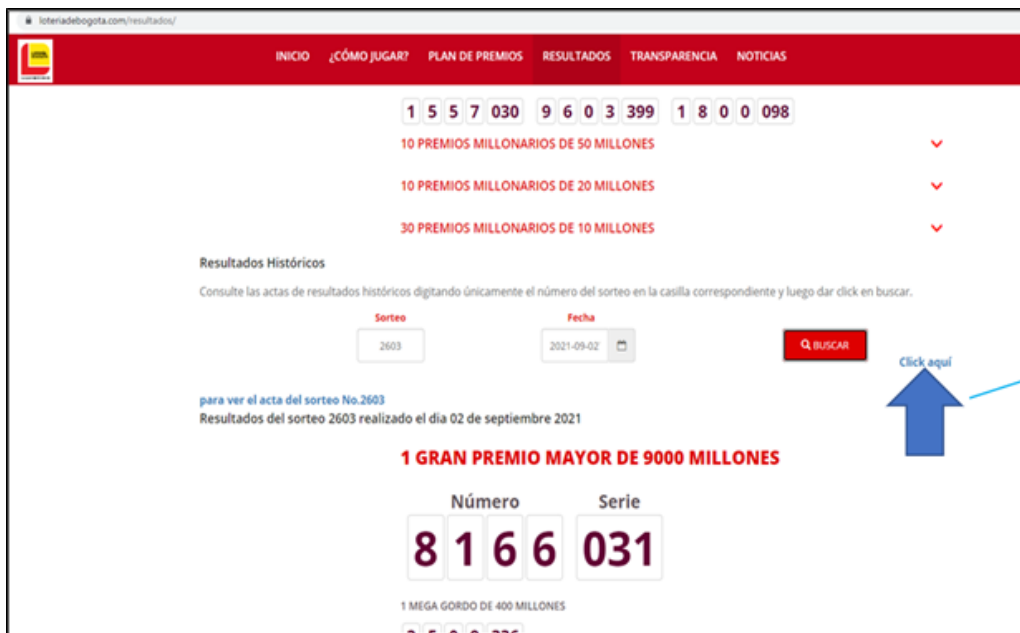 loteriadebogota.com/resultados/
INICIO ¿CÓMO JUGAR? PLAN DE PREMIOS RESULTADOS TRANSPARENCIA NOTICIAS
1 5 5 7 030 9 6 0 3 399 1 8 0 0 098
10 PREMIOS MILLONARIOS DE 50 MILLONES
10 PREMIOS MILLONARIOS DE 20 MILLONES
30 PREMIOS MILLONARIOS DE 10 MILLONES
Resultados Históricos
Consulte las actas de resultados históricos digitando únicamente el número del sorteo en la casilla correspondiente y luego dar click en buscar.
Sorteo Fecha
2603 2021-09-02 BUSCAR
Click aquí
para ver el acta del sorteo No.2603
Resultados del sorteo 2603 realizado el dia 02 de septiembre 2021
1 GRAN PREMIO MAYOR DE 9000 MILLONES
Número Serie
8 1 6 6 031
1 MEGA GORDO DE 400 MILLONES